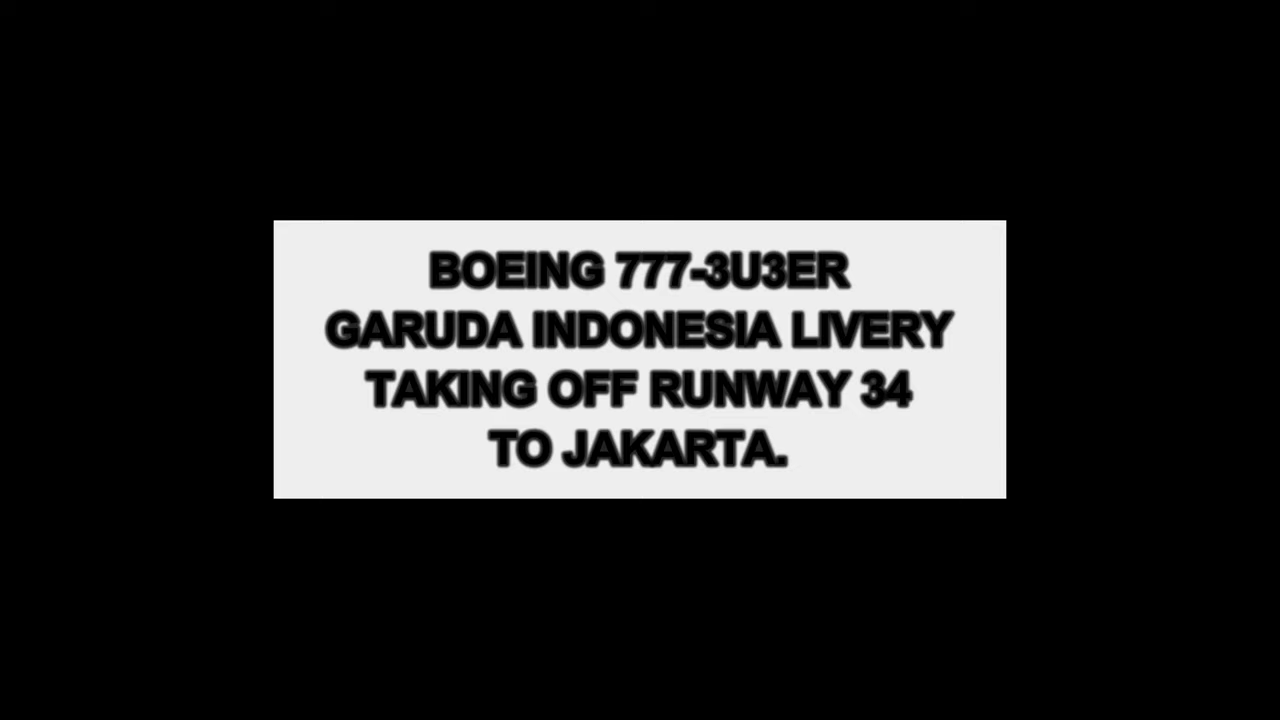 BOEING 777-3U3ER
GARUDA INDONESIA LIVERY
TAKING OFF RUNWAY 34
TO JAKARTA.